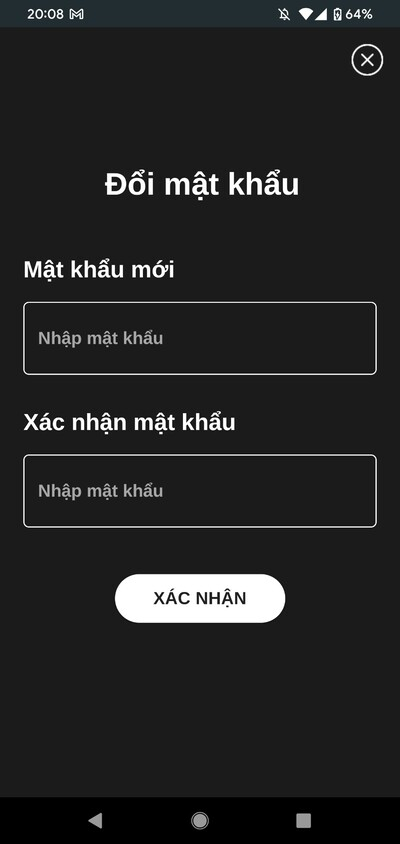 20:08
64%
Đổi mật khẩu
Mật khẩu mới
Nhập mật khẩu
Xác nhận mật khẩu
Nhập mật khẩu
XÁC NHẬN